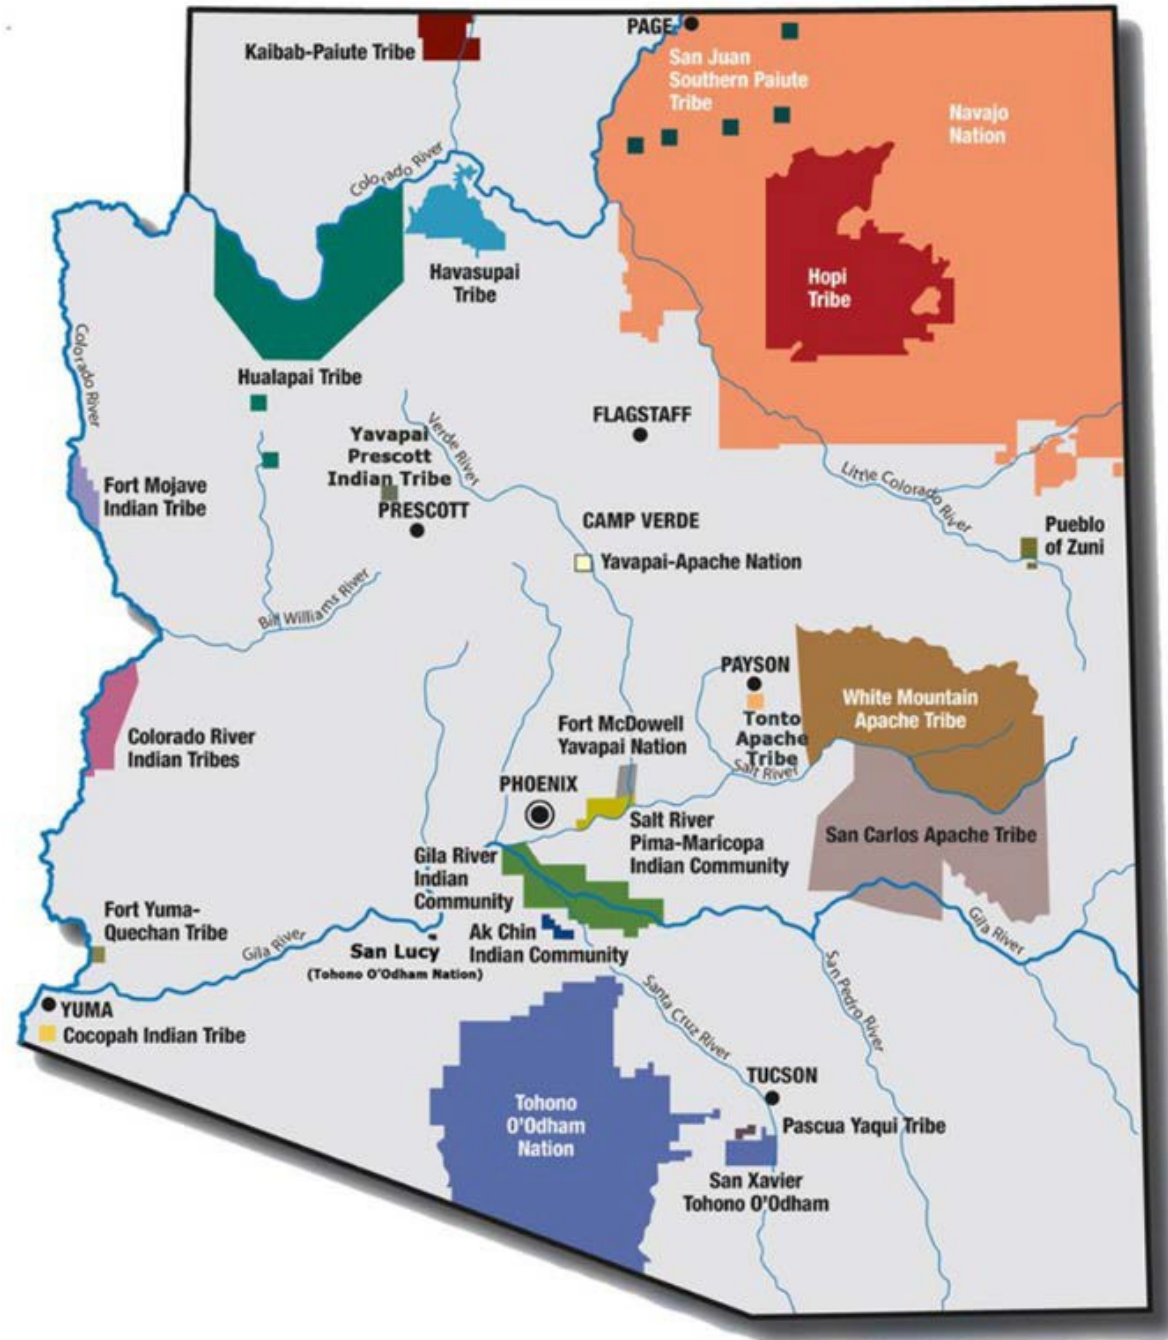 PAGE
Kaibab-Paiute Tribe
San Juan
Southern Paiute
Tribe
Navajo
Nation
Colorado River
Havasupai
Tribe
Hopi
Tribe
Colorado River
Hualapai Tribe
FLAGSTAFF
Yavapai
Prescott
Indian Tribe
Verde River
PRESCOTT
Fort Mojave
Indian Tribe
Little Colorado River
CAMP VERDE
Yavapai-Apache Nation
Pueblo
of Zuni
Bill Williams River
PAYSON
Tonto
Apache
Tribe
White Mountain
Apache Tribe
Colorado River
Indian Tribes
Fort McDowell
Yavapai Nation
Salt River
PHOENIX
Salt River
Pima-Maricopa
Indian Community
San Carlos Apache Tribe
Gila River
Indian
Community
Fort Yuma-
Quechan Tribe
Gila River
San Lucy
(Tohono O'Odham Nation)
Ak Chin
Indian Community
Gila River
San Pedro River
Santa Cruz River
YUMA
Cocopah Indian Tribe
TUCSON
Tohono
O'Odham
Nation
Pascua Yaqui Tribe
San Xavier
Tohono O'Odham